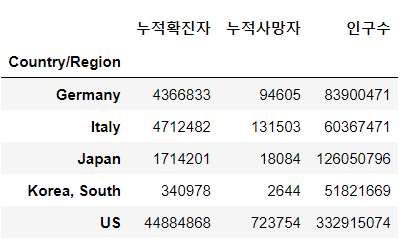 누적확진자 누적사망자 인구수
Country/Region
Germany 4366833 94605 83900471
Italy 4712482 131503 60367471
Japan 1714201 18084 126050796
Korea, South 340978 2644 51821669
US 44884868 723754 332915074